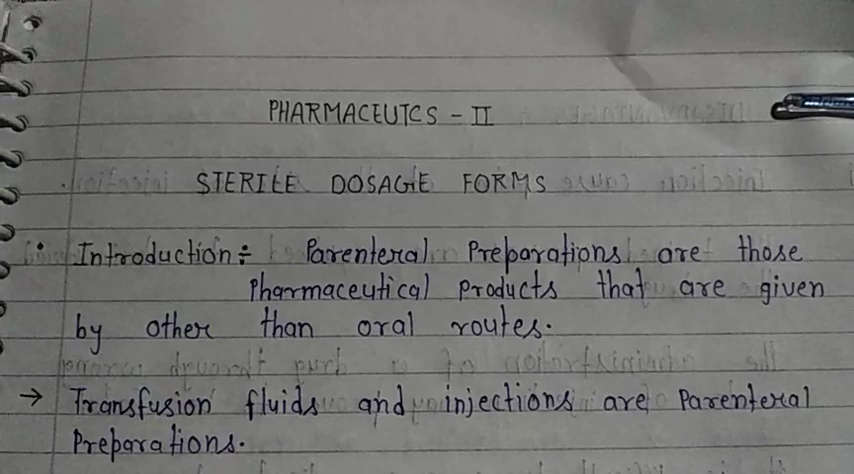 PHARMACEUTCS - II
STERILE DOSAGE FORMS
• Introduction ÷ Parenteral Preparations are those
Pharmaceutical Products that are given
by other than oral routes.
→ Transfusion fluids and injections are Parenteral
Preparations.